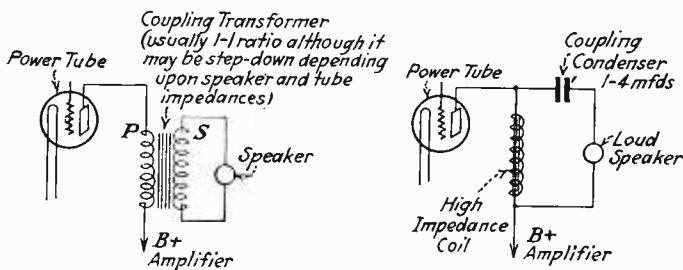 Coupling Transformer
(usually 1-1 ratio although it
may be step-down depending
upon speaker and tube
impedances)
Power Tube
P
S
Speaker
B+
Amplifier
Power Tube
Coupling
Condenser
1-4 mfds
Loud
Speaker
High
Impedance
Coil
B+
Amplifier